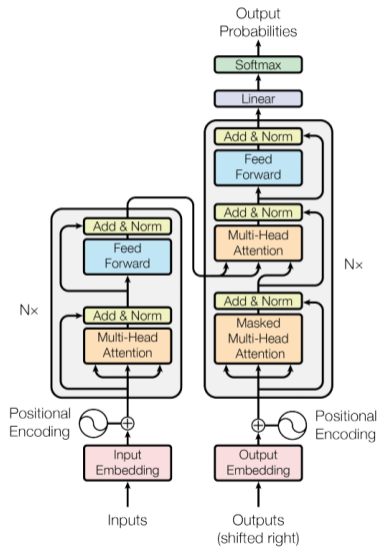 Output
Probabilities
Softmax
Linear
Add & Norm
Feed
Forward
Add & Norm
Multi-Head
Attention
Add & Norm
Masked
Multi-Head
Attention
N×
Positional
Encoding
Output
Embedding
Outputs
(shifted right)
Add & Norm
Feed
Forward
Add & Norm
Multi-Head
Attention
N×
Positional
Encoding
Input
Embedding
Inputs